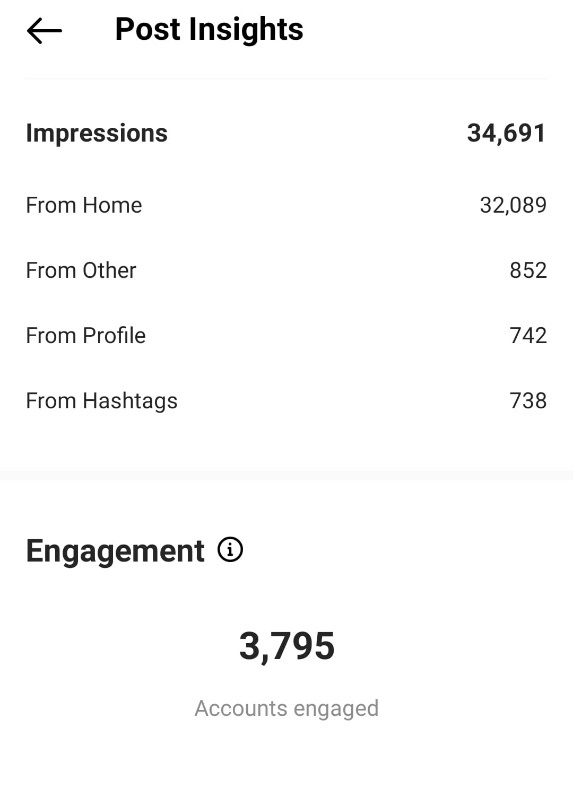 Post Insights
Impressions 34,691
From Home 32,089
From Other 852
From Profile 742
From Hashtags 738
Engagement
3,795
Accounts engaged